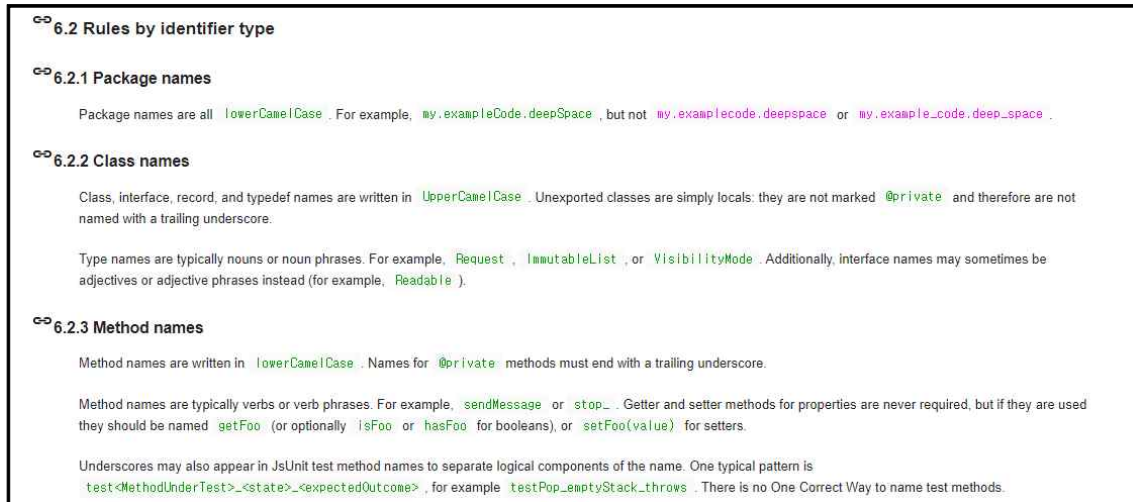 6.2 Rules by identifier type
6.2.1 Package names
Package names are all lowerCamelCase . For example, my.exampleCode.deepSpace , but not my.examplecode.deepspace or my.example_code.deep_space .
6.2.2 Class names
Class, interface, record, and typedef names are written in UpperCamelCase . Unexported classes are simply locals: they are not marked @private and therefore are not
named with a trailing underscore.
Type names are typically nouns or noun phrases. For example, Request , ImmutableList , or VisibilityMode . Additionally, interface names may sometimes be
adjectives or adjective phrases instead (for example, Readable ).
6.2.3 Method names
Method names are written in lowerCamelCase . Names for @private methods must end with a trailing underscore.
Method names are typically verbs or verb phrases. For example, sendMessage or stop_ . Getter and setter methods for properties are never required, but if they are used
they should be named getFoo (or optionally isFoo or hasFoo for booleans), or setFoo(value) for setters.
Underscores may also appear in JsUnit test method names to separate logical components of the name. One typical pattern is
test<MethodUnderTest>_<state>_<expectedOutcome> , for example testPop_emptyStack_throws . There is no One Correct Way to name test methods.